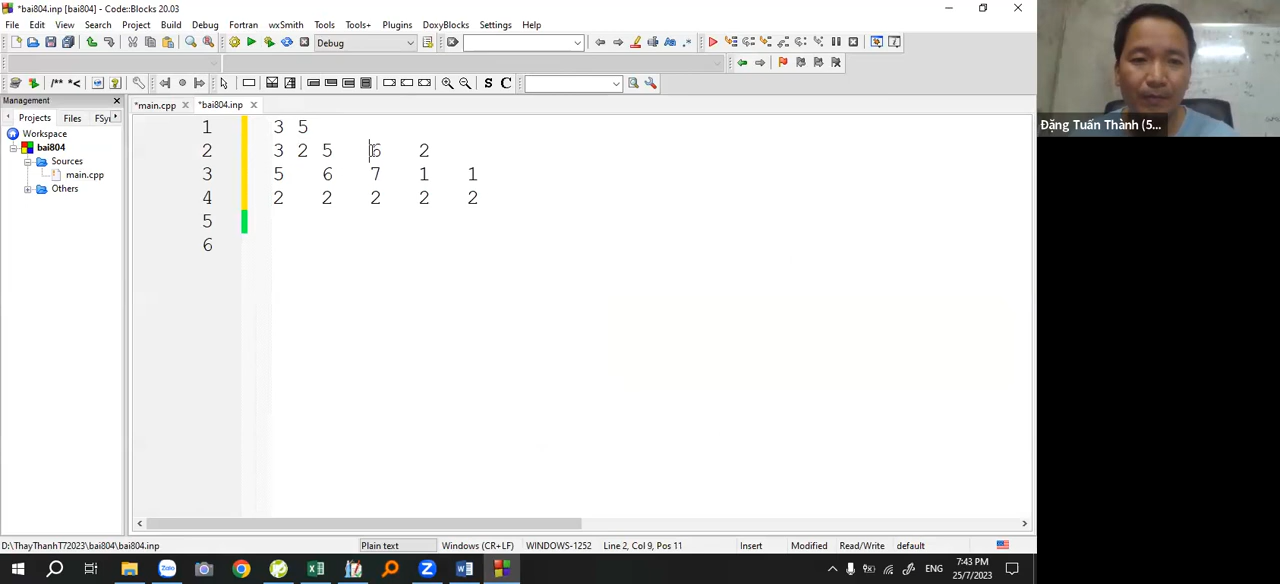 *bai804.inp [bai804] - Code::Blocks 20.03
File Edit View Search Project Build Debug Fortran wxSmith Tools Tools+ Plugins DoxyBlocks Settings Help
Debug
/** *< S C
Management
Projects Files FSy
*main.cpp *bai804.inp
Workspace
bai804
Sources
main.cpp
Others
1 3 5
2 3 2 5 6 2
3 5 6 7 1 1
4 2 2 2 2 2
5
6
Đặng Tuấn Thành (5...
D:\ThayThanhT72023\bai804\bai804.inp Plain text Windows (CR+LF) WINDOWS-1252 Line 2, Col 9, Pos 11 Insert Modified Read/Write default
Zalo ENG 7:43 PM
25/7/2023